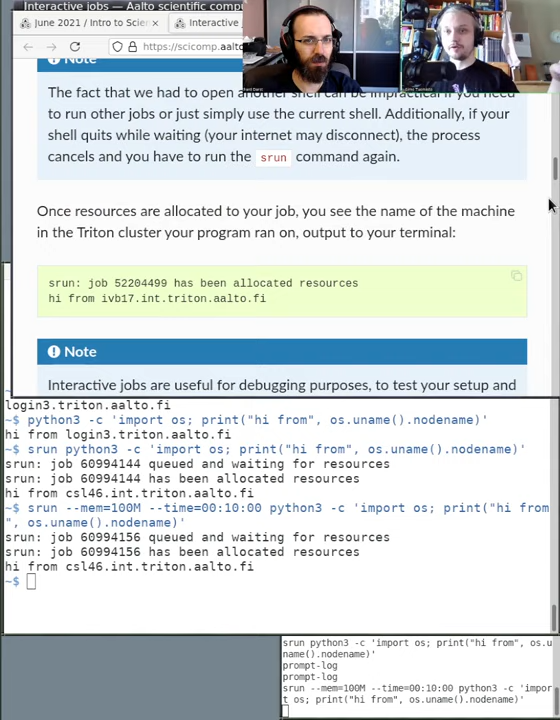 Interactive jobs — Aalto scientific comp
June 2021 / Intro to Scien
Interactive
https://scicomp.aalto
Note
The fact that we had to open another shell can be impractical if you need
to run other jobs or just simply use the current shell. Additionally, if your
shell quits while waiting (your internet may disconnect), the process
cancels and you have to run the srun command again.
Once resources are allocated to your job, you see the name of the machine
in the Triton cluster your program ran on, output to your terminal:
srun: job 52204499 has been allocated resources
hi from ivb17.int.triton.aalto.fi
Note
Interactive jobs are useful for debugging purposes, to test your setup and
login3.triton.aalto.fi
~$ python3 -c 'import os; print("hi from", os.uname().nodename)'
hi from login3.triton.aalto.fi
~$ srun python3 -c 'import os; print("hi from", os.uname().nodename)'
srun: job 60994144 queued and waiting for resources
srun: job 60994144 has been allocated resources
hi from csl46.int.triton.aalto.fi
~$ srun --mem=100M --time=00:10:00 python3 -c 'import os; print("hi from
", os.uname().nodename)'
srun: job 60994156 queued and waiting for resources
srun: job 60994156 has been allocated resources
hi from csl46.int.triton.aalto.fi
~$
srun python3 -c 'import os; print("hi from", os.u
name().nodename)'
prompt-log
prompt-log
srun --mem=100M --time=00:10:00 python3 -c 'impor
t os; print("hi from", os.uname().nodename)'